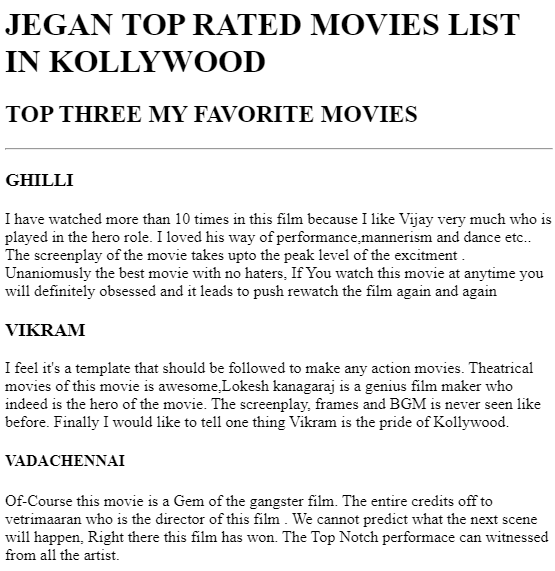 JEGAN TOP RATED MOVIES LIST
IN KOLLYWOOD
TOP THREE MY FAVORITE MOVIES
GHILLI
I have watched more than 10 times in this film because I like Vijay very much who is
played in the hero role. I loved his way of performance,mannerism and dance etc..
The screenplay of the movie takes upto the peak level of the excitment .
Unaniomusly the best movie with no haters, If You watch this movie at anytime you
will definitely obsessed and it leads to push rewatch the film again and again
VIKRAM
I feel it's a template that should be followed to make any action movies. Theatrical
movies of this movie is awesome,Lokesh kanagaraj is a genius film maker who
indeed is the hero of the movie. The screenplay, frames and BGM is never seen like
before. Finally I would like to tell one thing Vikram is the pride of Kollywood.
VADACHENNAI
Of-Course this movie is a Gem of the gangster film. The entire credits off to
vetrimaaran who is the director of this film . We cannot predict what the next scene
will happen, Right there this film has won. The Top Notch performace can witnessed
from all the artist.